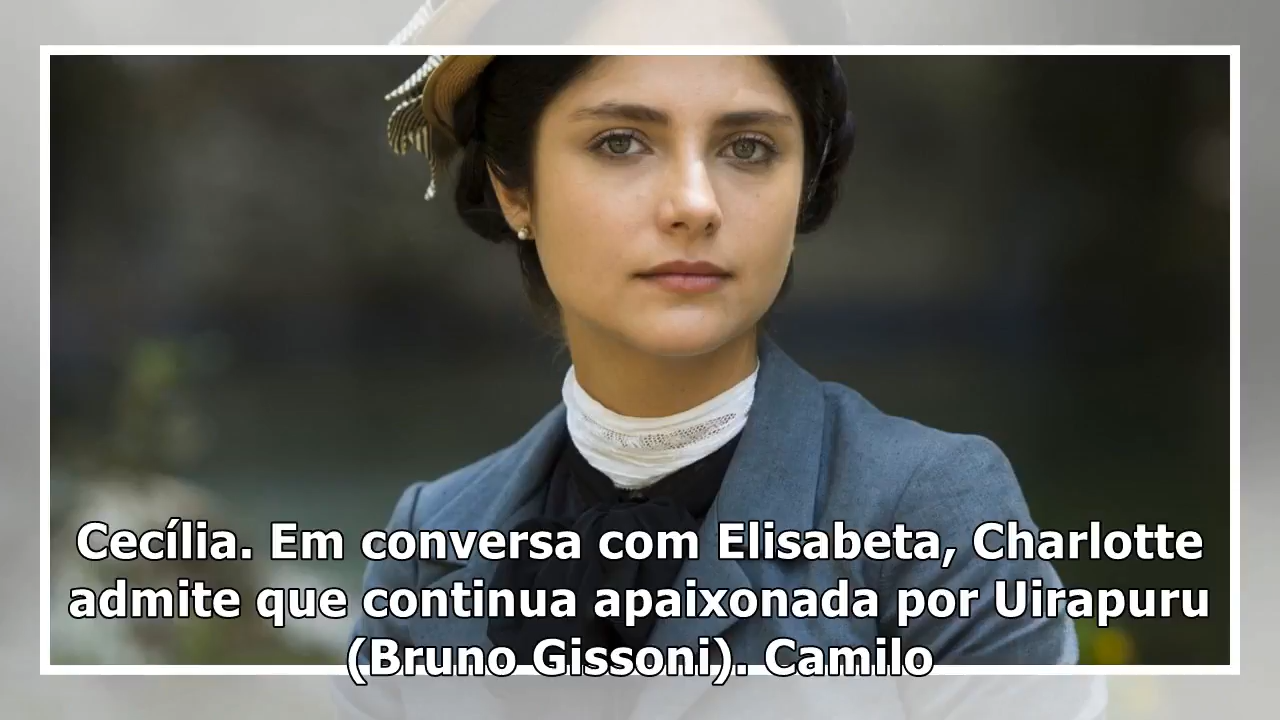 Cecília. Em conversa com Elisabeta, Charlotte
admite que continua apaixonada por Uirapuru
(Bruno Gissoni). Camilo